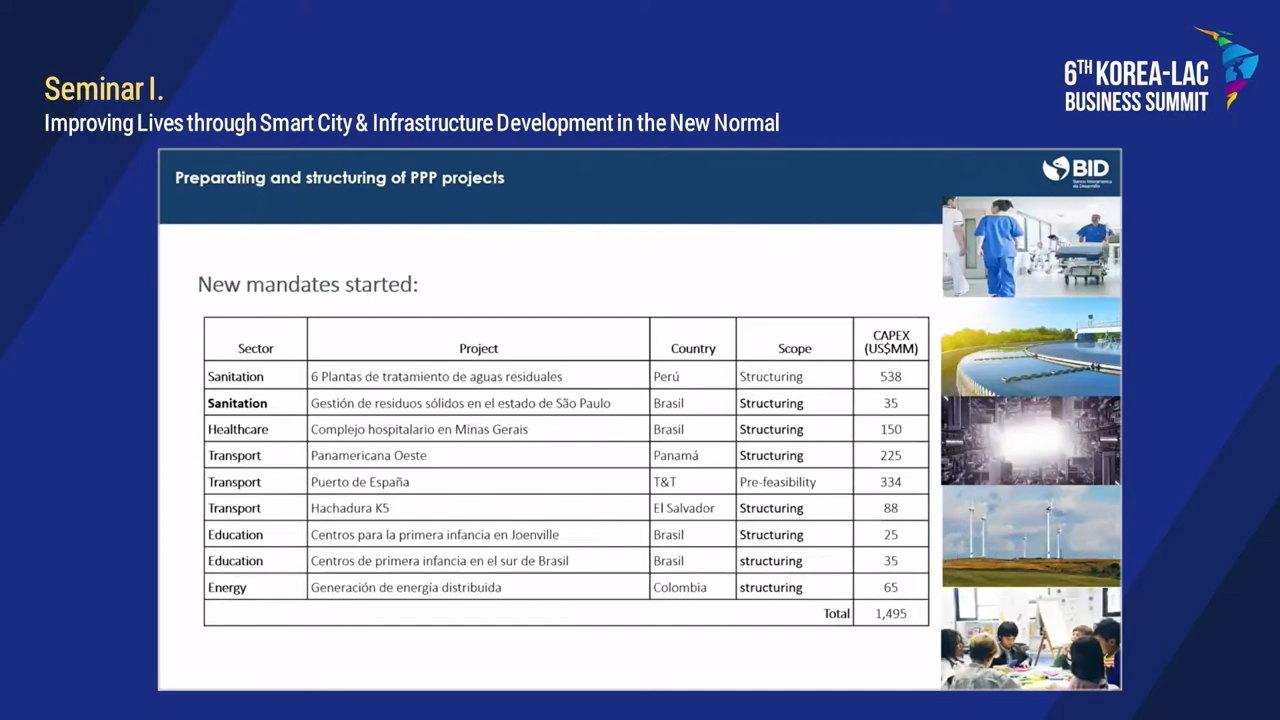 Seminar I.
Improving Lives through Smart City & Infrastructure Development in the New Normal
6TH KOREA-LAC
BUSINESS SUMMIT
Preparating and structuring of PPP projects
BID
Banco Interamericano
de Desarrollo
New mandates started:
Sector Project Country Scope CAPEX (US$MM)
Sanitation 6 Plantas de tratamiento de aguas residuales Perú Structuring 538
Sanitation Gestión de residuos sólidos en el estado de São Paulo Brasil Structuring 35
Healthcare Complejo hospitalario en Minas Gerais Brasil Structuring 150
Transport Panamericana Oeste Panamá Structuring 225
Transport Puerto de España T&T Pre-feasibility 334
Transport Hachadura K5 El Salvador Structuring 88
Education Centros para la primera infancia en Joenville Brasil Structuring 25
Education Centros de primera infancia en el sur de Brasil Brasil structuring 35
Energy Generación de energía distribuida Colombia structuring 65
Total 1,495